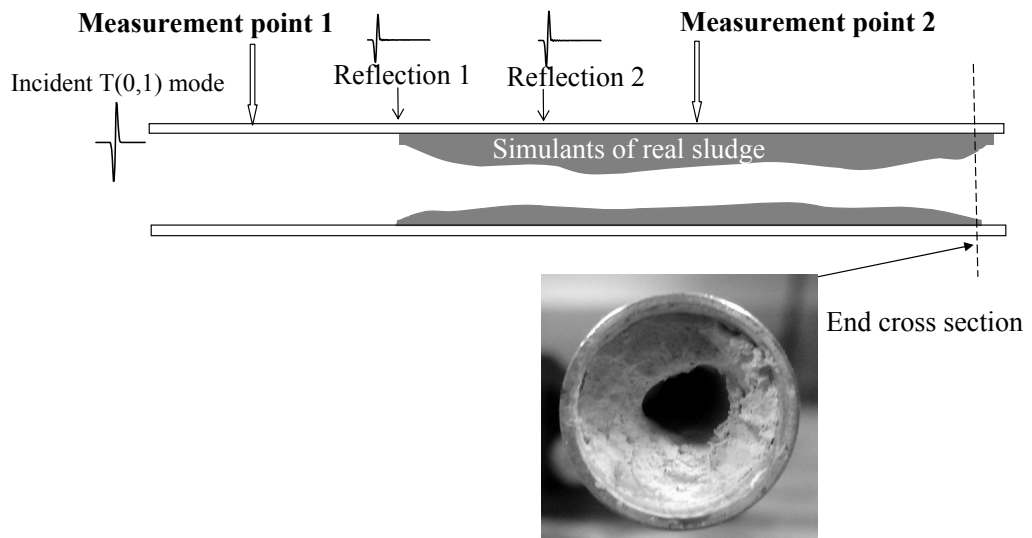 Measurement point 1
Measurement point 2
Reflection 1
Reflection 2
Incident T(0,1) mode
Simulants of real sludge
End cross section